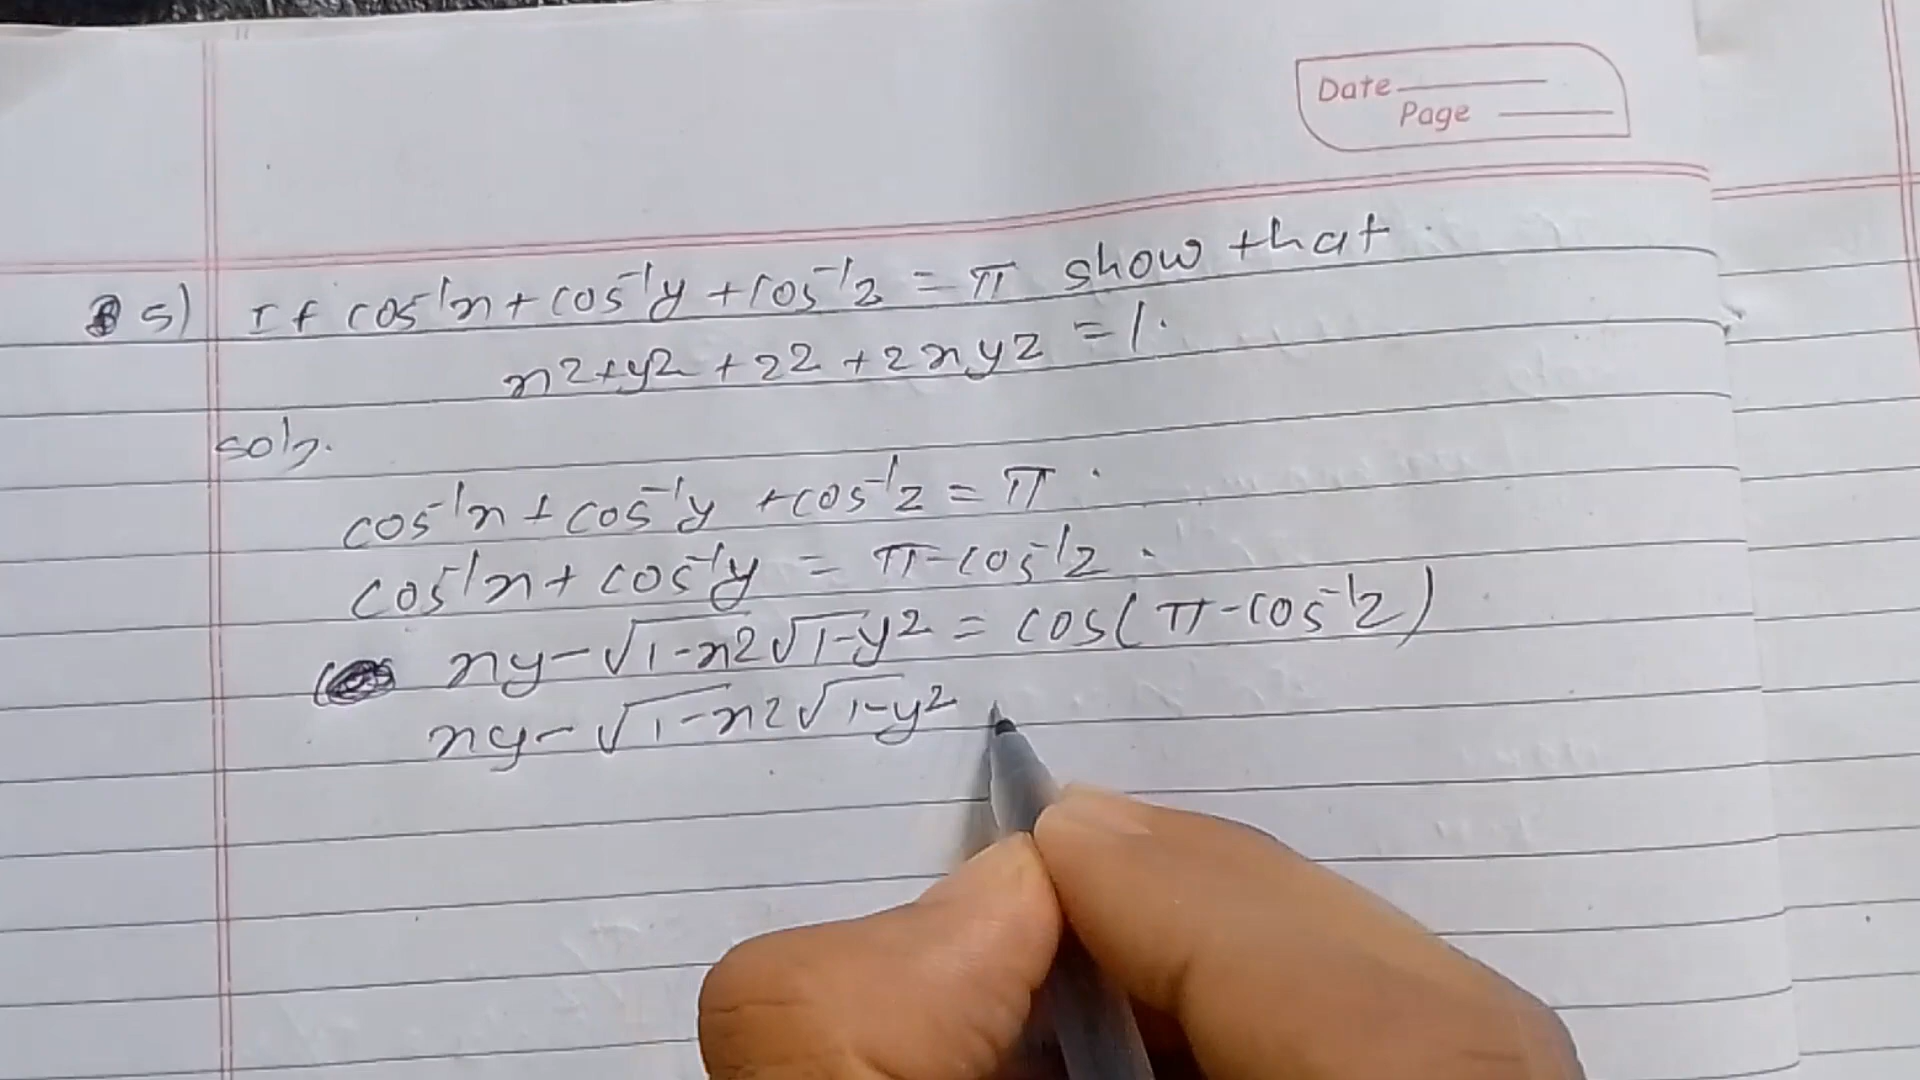 Date
Page
5) If cos⁻¹x + cos⁻¹y + cos⁻¹z = π show that
x2+y2+z2+2xyz = 1.
soln.
cos⁻¹x + cos⁻¹y + cos⁻¹z = π.
cos⁻¹x + cos⁻¹y = π - cos⁻¹z.
xy - √1-x2 √1-y2 = cos(π - cos⁻¹z)
xy - √1-x2 √1-y2